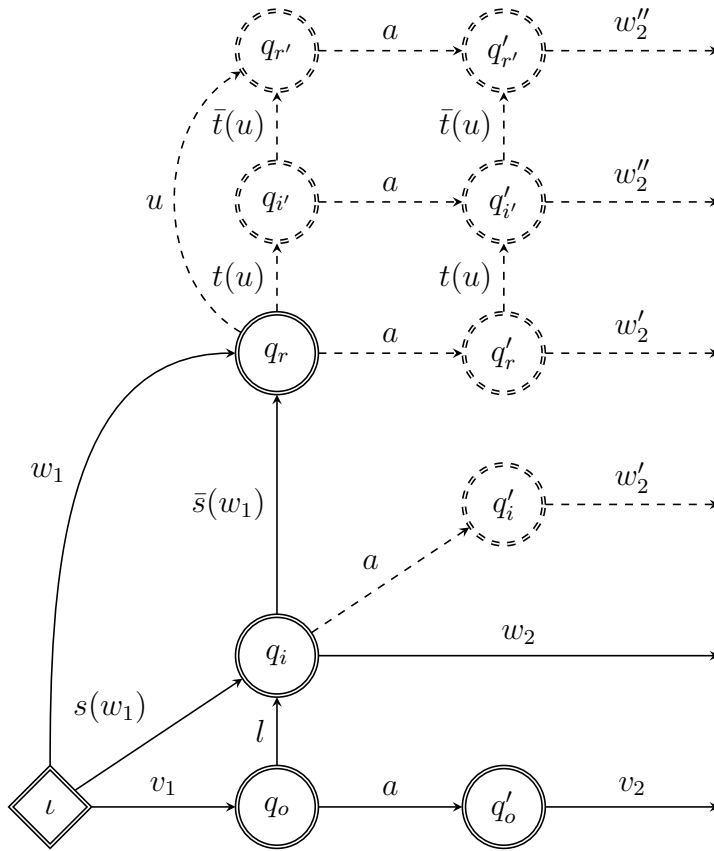 q_{r'} a q'_{r'} w''_2
\bar{t}(u) \bar{t}(u)
u q_{i'} a q'_{i'} w''_2
t(u) t(u)
q_r a q'_r w'_2
w_1 \bar{s}(w_1) q'_i w'_2
a
q_i w_2
s(w_1) l
ι v_1 q_o a q'_o v_2